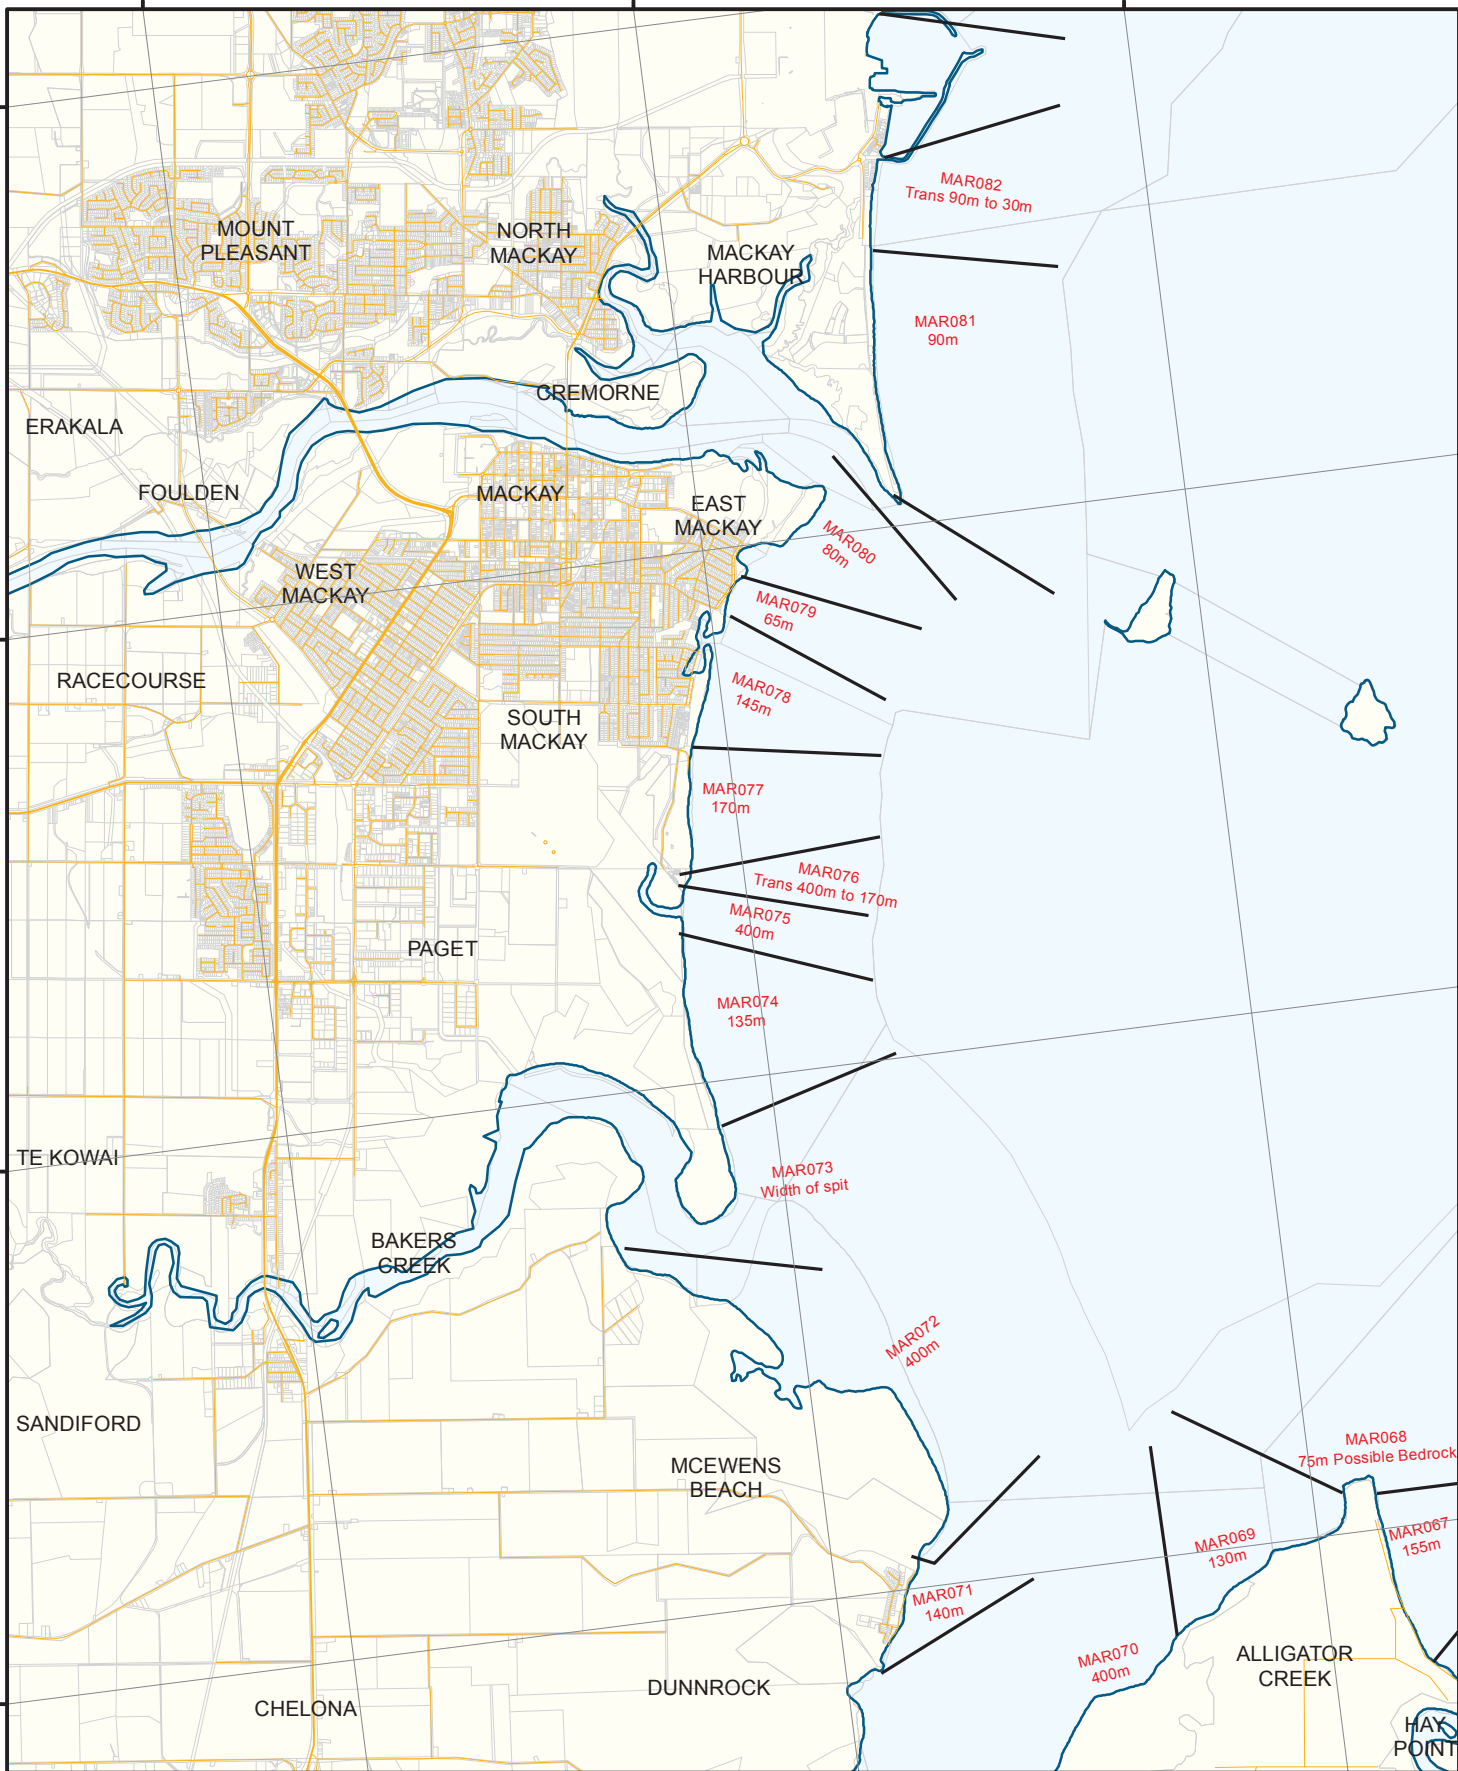 MAR082
Trans 90m to 30m
MOUNT
PLEASANT
NORTH
MACKAY
MACKAY
HARBOUR
MAR081
90m
CREMORNE
ERAKALA
FOULDEN
MACKAY
EAST
MACKAY
MAR080
80m
WEST
MACKAY
MAR079
65m
RACECOURSE
MAR078
145m
SOUTH
MACKAY
MAR077
170m
MAR076
Trans 400m to 170m
MAR075
400m
PAGET
MAR074
135m
TE KOWAI
MAR073
Width of spit
BAKERS
CREEK
MAR072
400m
SANDIFORD
MAR068
75m Possible Bedrock
MCEWENS
BEACH
MAR067
155m
MAR069
130m
MAR071
140m
MAR070
400m
ALLIGATOR
CREEK
DUNNROCK
CHELONA
HAY
POINT